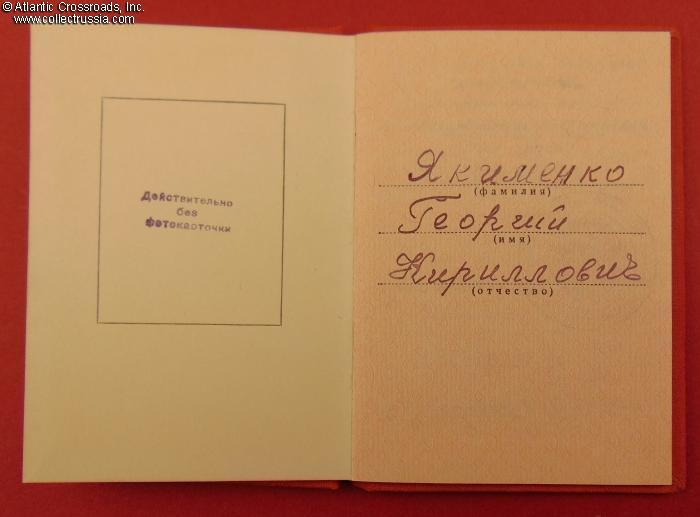 © Atlantic Crossroads, Inc.
www.collectrussia.com
Действительно
без
фотокарточки
Якименко
(фамилия)
Георгий
(имя)
Кириллович
(отчество)